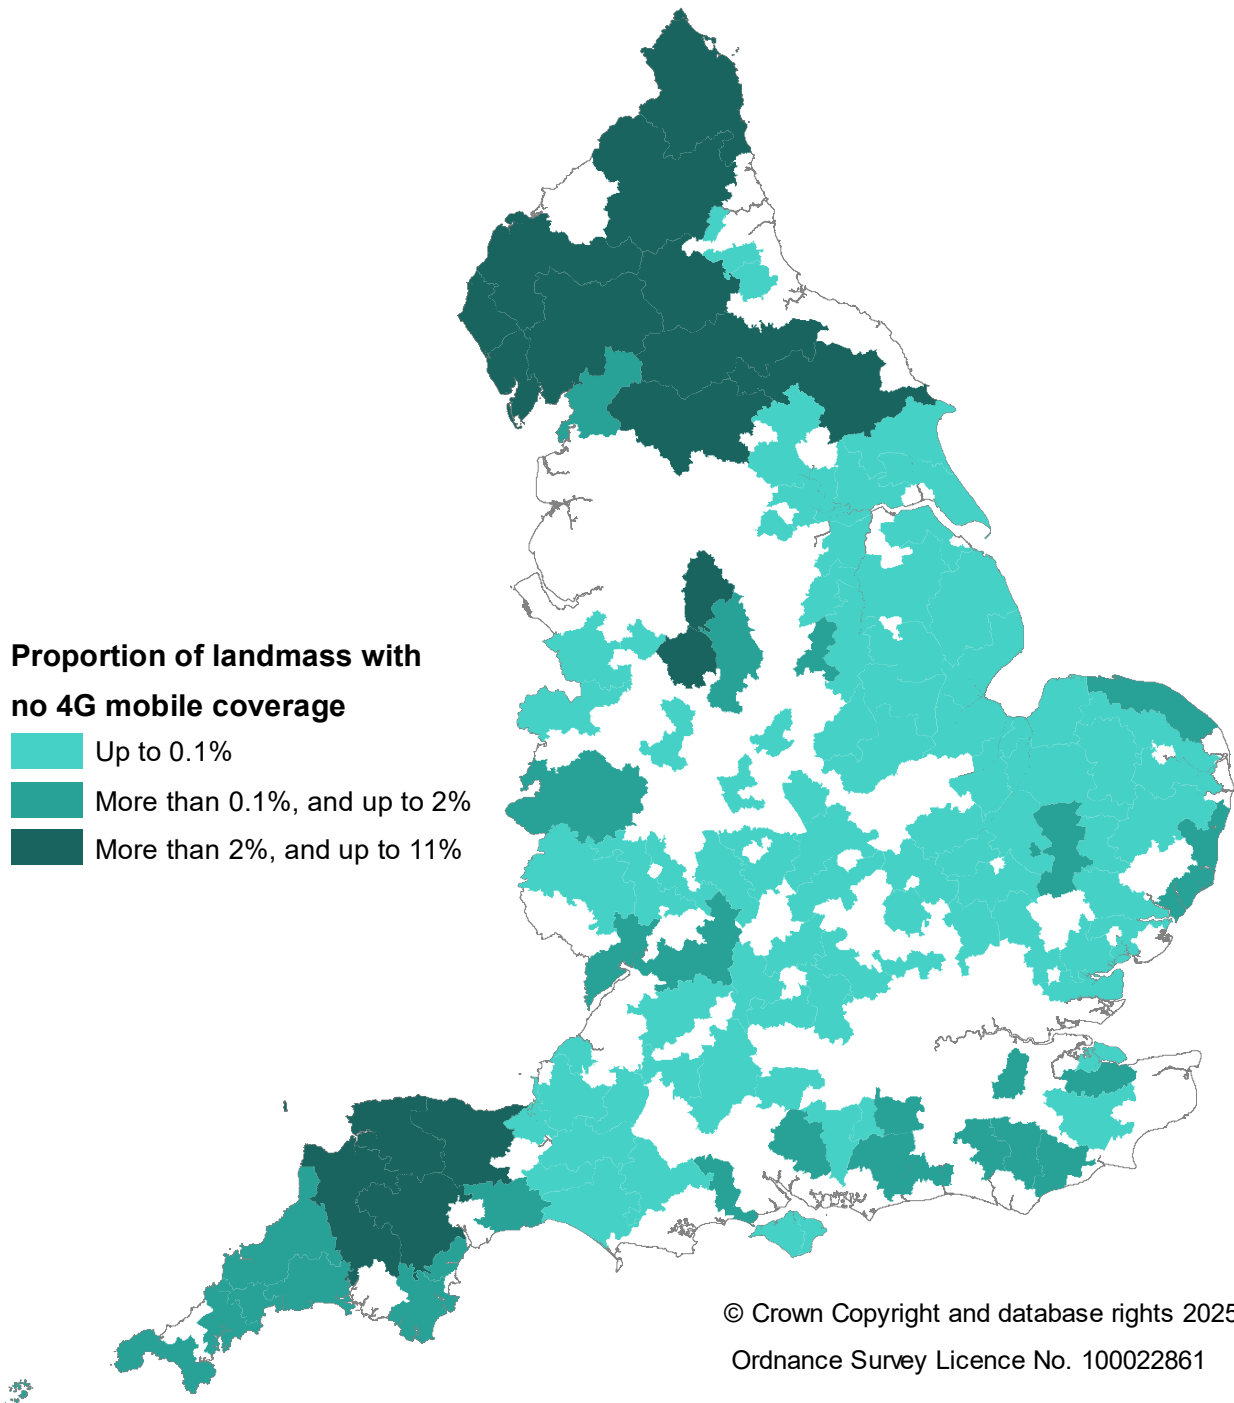 Proportion of landmass with
no 4G mobile coverage
Up to 0.1%
More than 0.1%, and up to 2%
More than 2%, and up to 11%
© Crown Copyright and database rights 2025
Ordnance Survey Licence No. 100022861